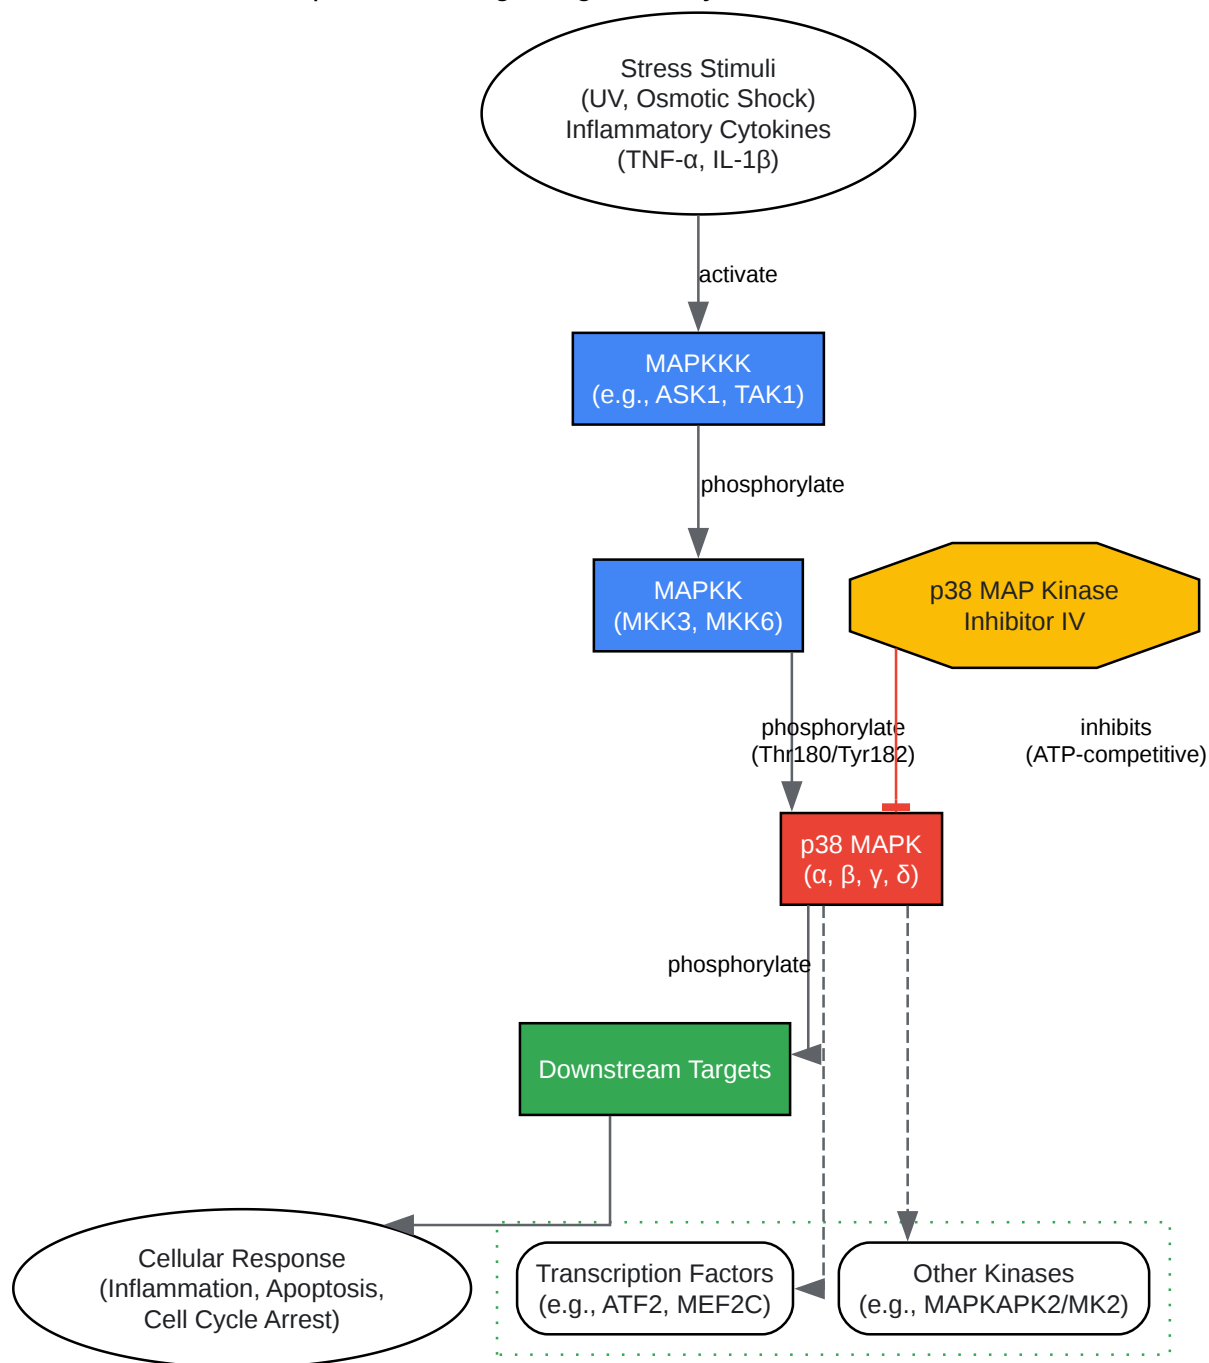 Stress Stimuli
(UV, Osmotic Shock)
Inflammatory Cytokines
(TNF-α, IL-1β)
activate
MAPKKK
(e.g., ASK1, TAK1)
phosphorylate
MAPKK
(MKK3, MKK6)
p38 MAP Kinase
Inhibitor IV
phosphorylate
(Thr180/Tyr182)
inhibits
(ATP-competitive)
p38 MAPK
(α, β, γ, δ)
phosphorylate
Downstream Targets
Cellular Response
(Inflammation, Apoptosis,
Cell Cycle Arrest)
Transcription Factors
(e.g., ATF2, MEF2C)
Other Kinases
(e.g., MAPKAPK2/MK2)